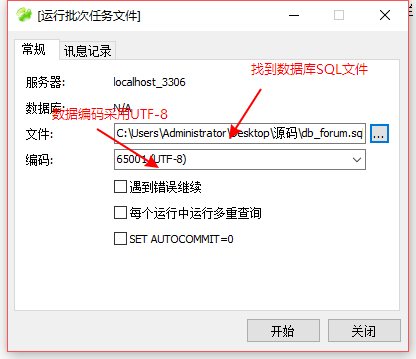 [运行批次任务文件]
常规 讯息记录
找到数据库SQL文件
服务器: localhost_3306
数据库: N/A
数据编码采用UTF-8
文件: C:\Users\Administrator\Desktop\源码\db_forum.sq ...
编码: 65001 (UTF-8)
遇到错误继续
每个运行中运行多重查询
SET AUTOCOMMIT=0
开始 关闭